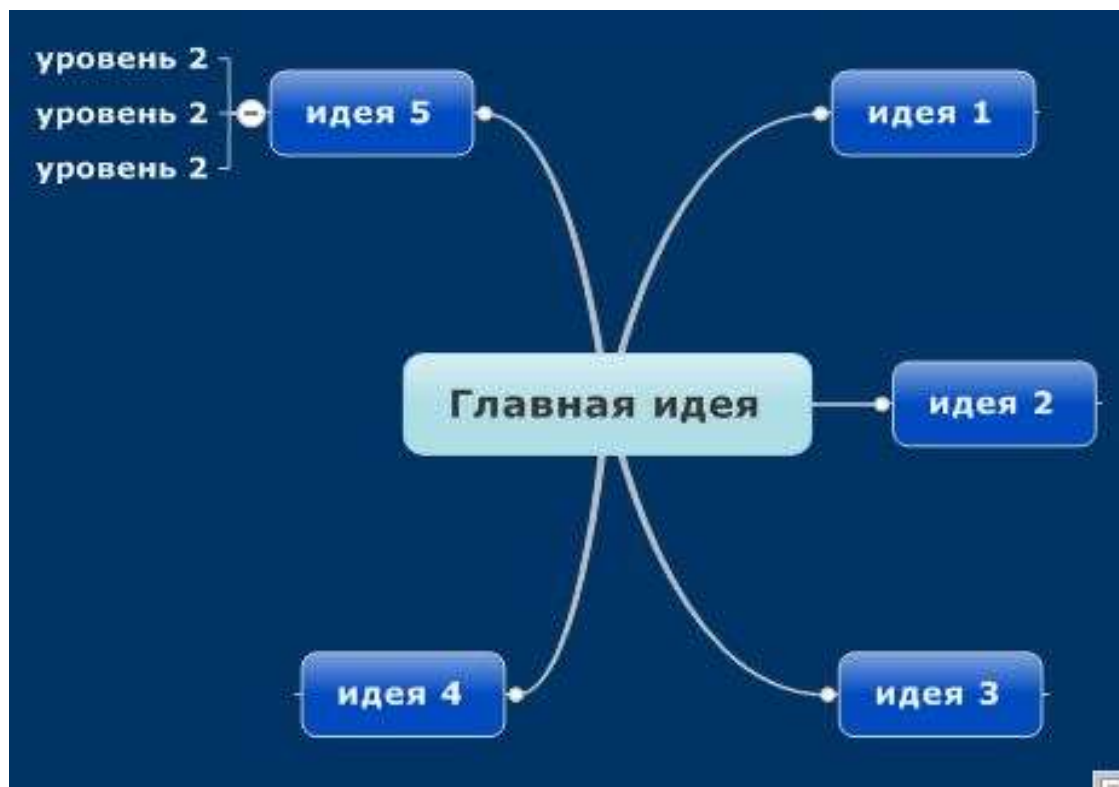 уровень 2
уровень 2
уровень 2
идея 5
идея 1
Главная идея
идея 2
идея 4
идея 3